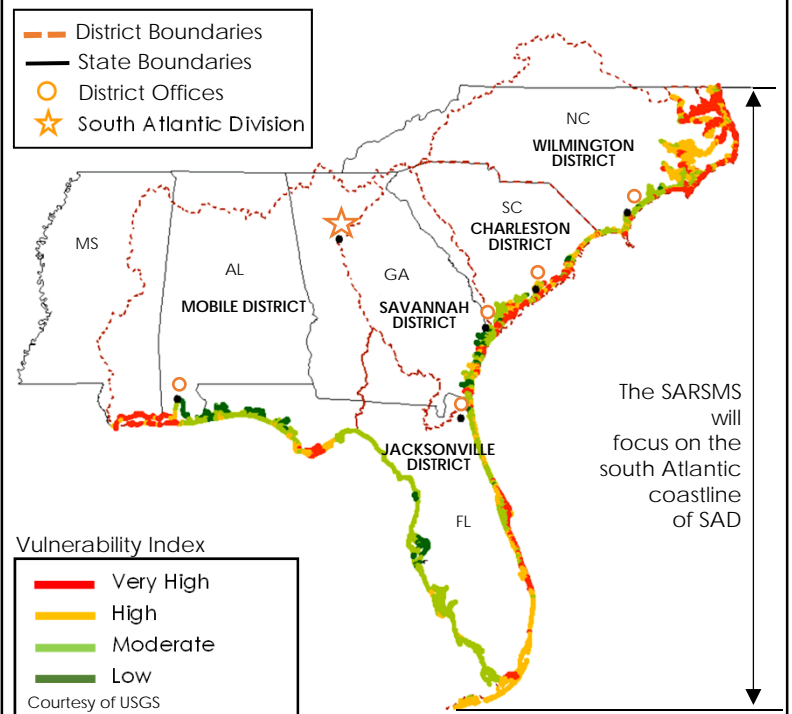 District Boundaries
State Boundaries
District Offices
South Atlantic Division
NC
WILMINGTON
DISTRICT
SC
CHARLESTON
DISTRICT
MS
AL
GA
MOBILE DISTRICT
SAVANNAH
DISTRICT
The SARSMS
will
focus on the
south Atlantic
coastline
of SAD
JACKSONVILLE
DISTRICT
FL
Vulnerability Index
Very High
High
Moderate
Low
Courtesy of USGS